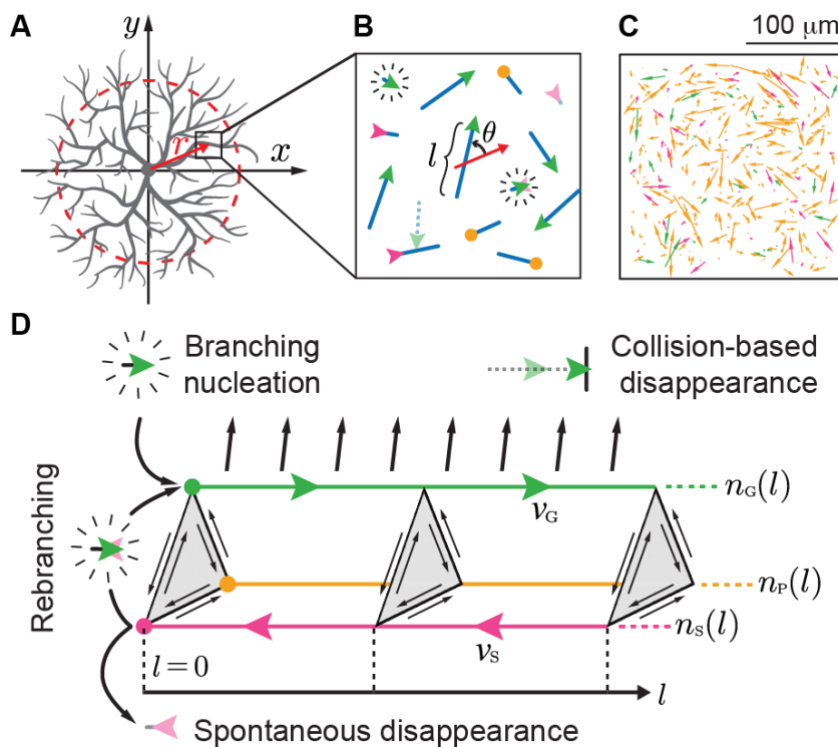 A
y
r
x
B
l
θ
C
100 μm
D
Branching
nucleation
Collision-based
disappearance
Rebranching
v_G
n_G(l)
n_P(l)
n_S(l)
v_S
l=0
l
Spontaneous disappearance